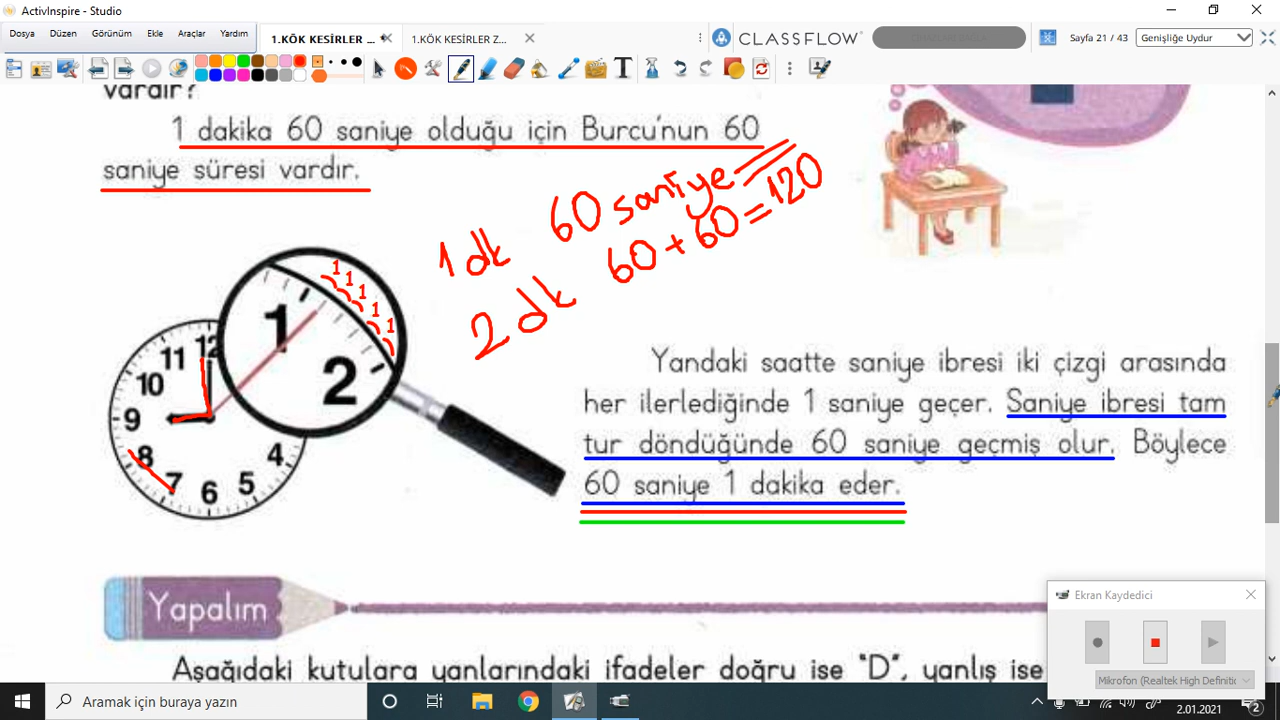 ActivInspire - Studio
Dosya Düzen Görünüm Ekle Araçlar Yardım
1.KÖK KESİRLER ...
1.KÖK KESİRLER Z...
CLASSFLOW
Sayfa 21 / 43
Genişliğe Uydur
vardır?
1 dakika 60 saniye olduğu için Burcu'nun 60
saniye süresi vardır.
1 dk 60 saniye
2 dk 60 + 60 = 120
1 1 1 1 1
1
2
12
11
10
9
8
7
6
5
4
Yandaki saatte saniye ibresi iki çizgi arasında
her ilerlediğinde 1 saniye geçer. Saniye ibresi tam
tur döndüğünde 60 saniye geçmiş olur. Böylece
60 saniye 1 dakika eder.
Yapalım
Aşağıdaki kutulara yanlarındaki ifadeler doğru ise "D", yanlış ise
Ekran Kaydedici
Mikrofon (Realtek High Definitic
Aramak için buraya yazın
2.01.2021
2